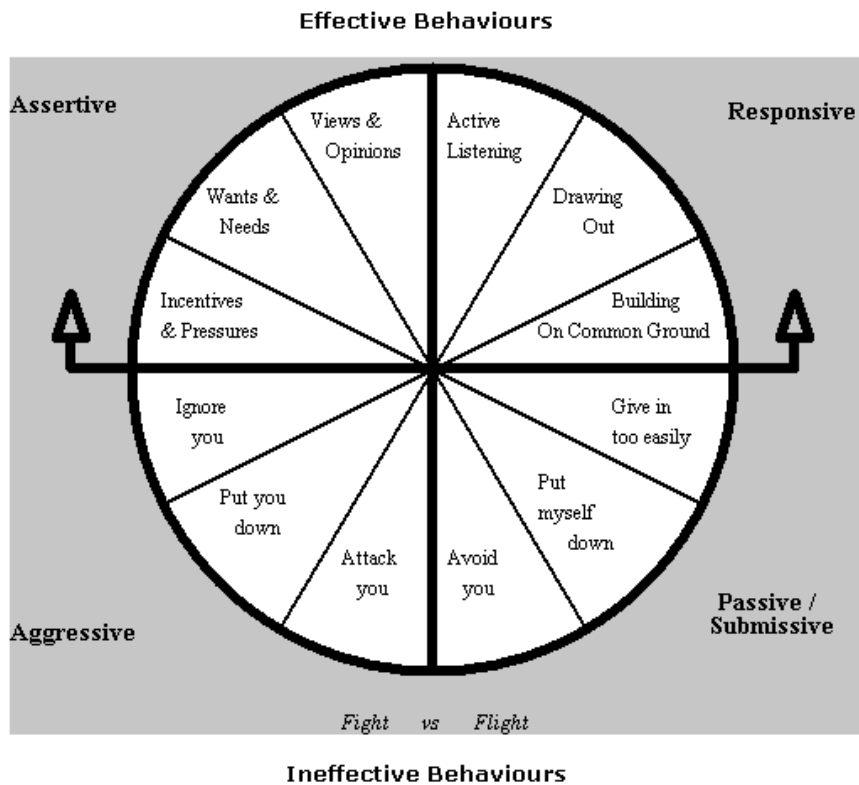 Effective Behaviours
Assertive
Responsive
Views &
Opinions
Active
Listening
Wants &
Needs
Drawing
Out
Incentives
& Pressures
Building
On Common Ground
Ignore
you
Give in
too easily
Put you
down
Put
myself
down
Attack
you
Avoid
you
Aggressive
Passive /
Submissive
Fight vs Flight
Ineffective Behaviours